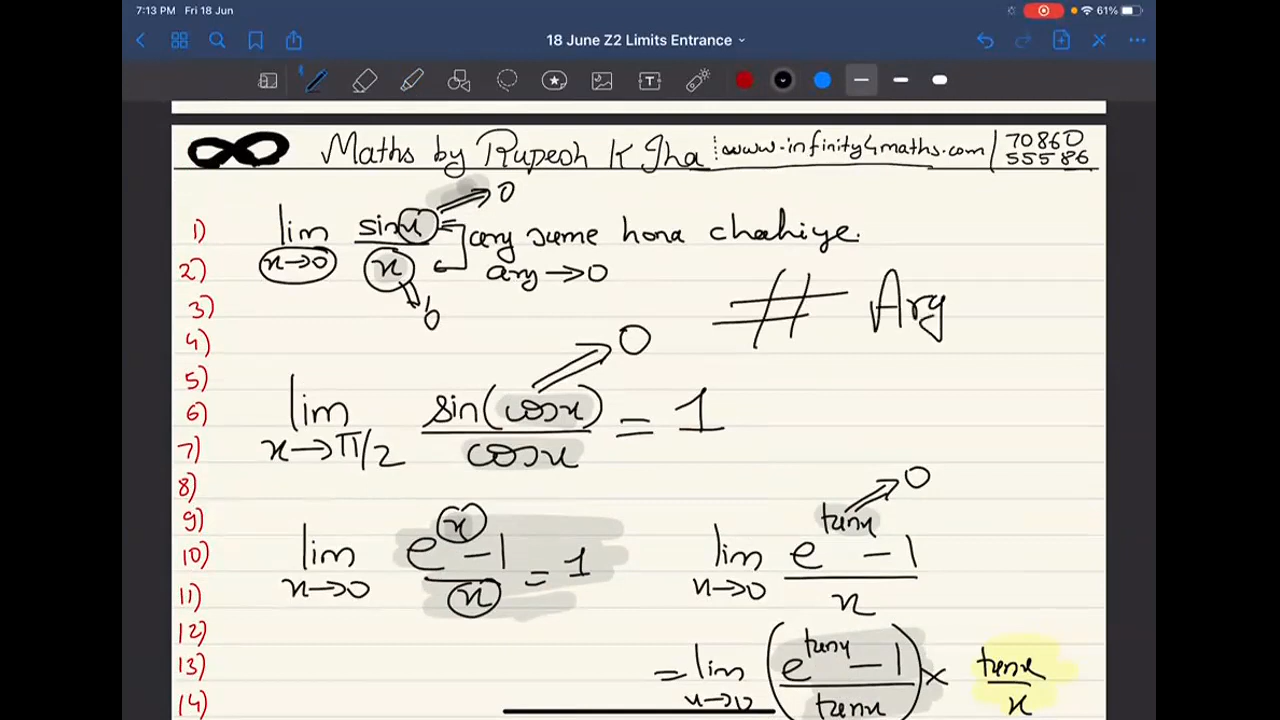 7:13 PM Fri 18 Jun
61%
18 June Z2 Limits Entrance
Maths by Rupesh K Jha www.infinity4maths.com 70860 55586
1)
2)
3)
4)
5)
6)
7)
8)
9)
10)
11)
12)
13)
14)
lim x→0 sinx/x
0
0
arg same hona chahiye.
arg → 0
# Arg
lim x→π/2 sin(cosx)/cosx = 1
0
lim x→0 (e^x - 1)/x = 1
lim x→0 (e^tanx - 1)/x
0
= lim x→0 ((e^tanx - 1)/tanx) × tanx/x